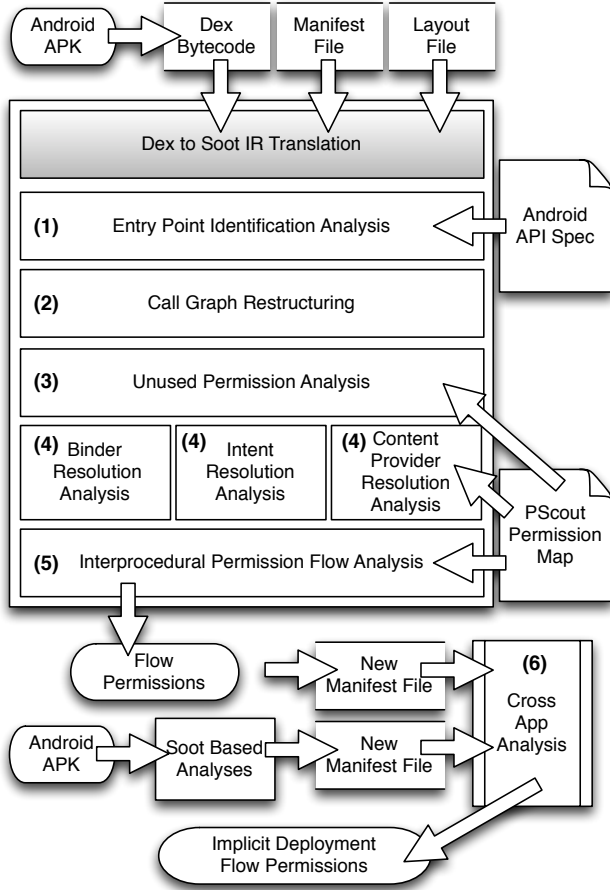 Android
APK
Dex
Bytecode
Manifest
File
Layout
File
Dex to Soot IR Translation
(1) Entry Point Identification Analysis
Android
API Spec
(2) Call Graph Restructuring
(3) Unused Permission Analysis
(4) Binder
Resolution
Analysis
(4) Intent
Resolution
Analysis
(4) Content
Provider
Resolution
Analysis
PScout
Permission
Map
(5) Interprocedural Permission Flow Analysis
Flow
Permissions
New
Manifest File
(6)
Cross
App
Analysis
Android
APK
Soot Based
Analyses
New
Manifest File
Implicit Deployment
Flow Permissions